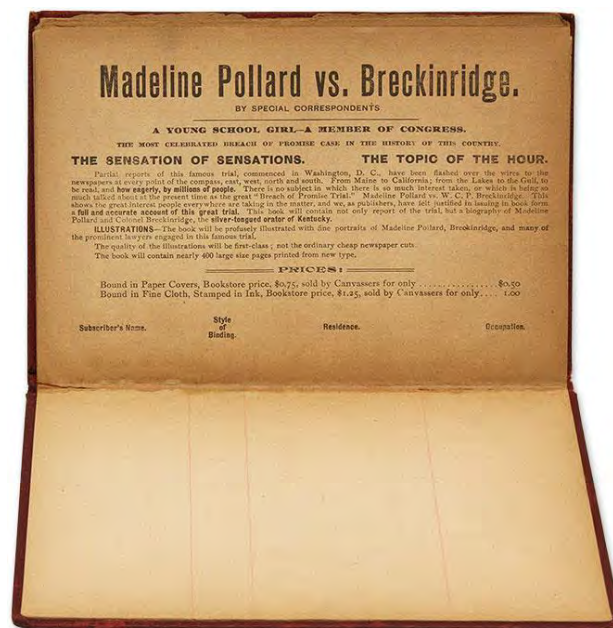 Madeline Pollard vs. Breckinridge.
BY SPECIAL CORRESPONDENTS
A YOUNG SCHOOL GIRL—A MEMBER OF CONGRESS.
THE MOST CELEBRATED BREACH OF PROMISE CASE IN THE HISTORY OF THIS COUNTRY.
THE SENSATION OF SENSATIONS. THE TOPIC OF THE HOUR.
Partial reports of this famous trial, commenced in Washington, D. C., have been flashed over the wires to the
newspapers at every point of the compass, east, west, north and south. From Maine to California; from the Lakes to the Gulf, to
be read, and how eagerly, by millions of people. There is no subject in which there is so much interest taken, or which is being so
much talked about at the present time as the great "Breach of Promise Trial." Madeline Pollard vs. W. C. P. Breckinridge. This
shows the great interest people everywhere are taking in the matter, and we, as publishers, have felt justified in issuing in book form
a full and accurate account of this great trial. This book will contain not only report of the trial, but a biography of Madeline
Pollard and Colonel Breckinridge, the silver-tongued orator of Kentucky.
ILLUSTRATIONS—The book will be profusely illustrated with fine portraits of Madeline Pollard, Breckinridge, and many of
the prominent lawyers engaged in this famous trial.
The quality of the illustrations will be first-class; not the ordinary cheap newspaper cuts.
The book will contain nearly 400 large size pages printed from new type.
PRICES:
Bound in Paper Covers, Bookstore price, $0.75, sold by Canvassers for only ..............$0.50
Bound in Fine Cloth, Stamped in Ink, Bookstore price, $1.25, sold by Canvassers for only.... 1.00
Subscriber's Name. Style of Binding. Residence. Occupation.